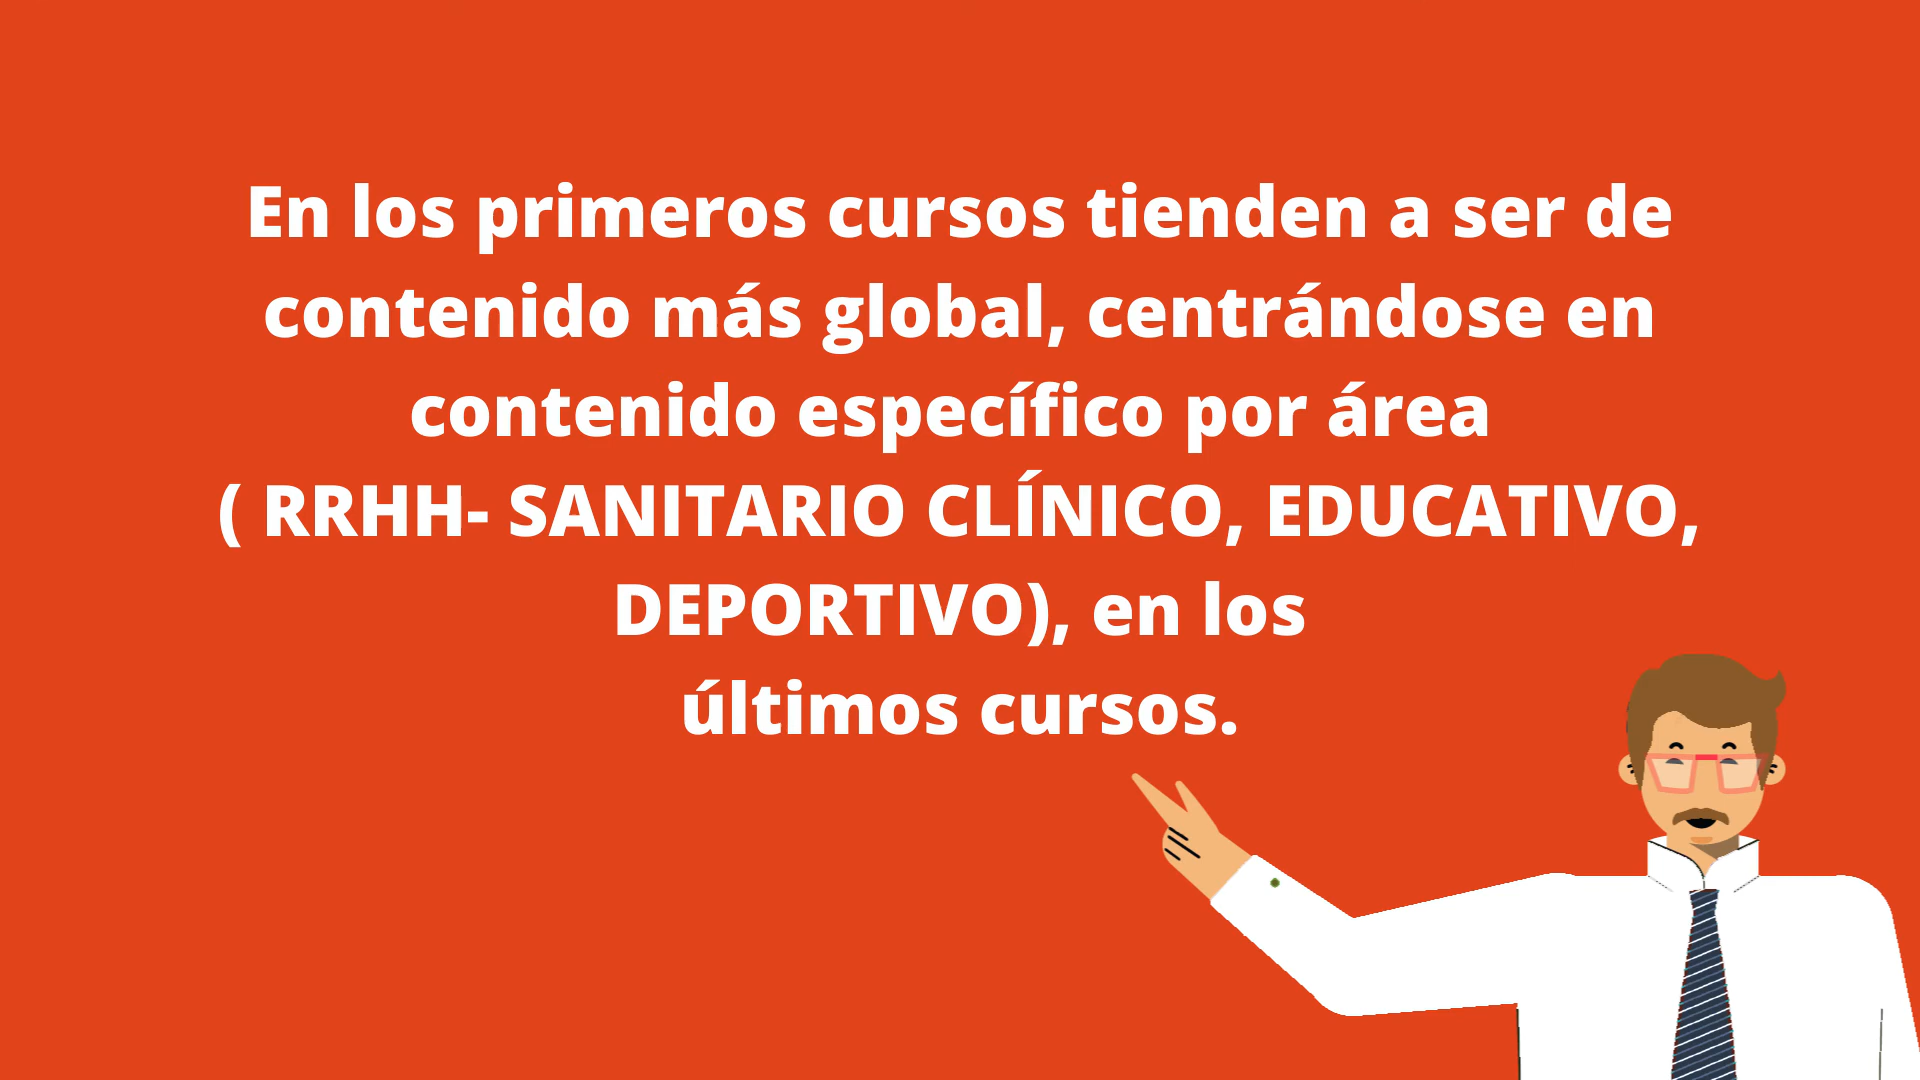 En los primeros cursos tienden a ser de
contenido más global, centrándose en
contenido específico por área
( RRHH- SANITARIO CLÍNICO, EDUCATIVO,
DEPORTIVO), en los
últimos cursos.